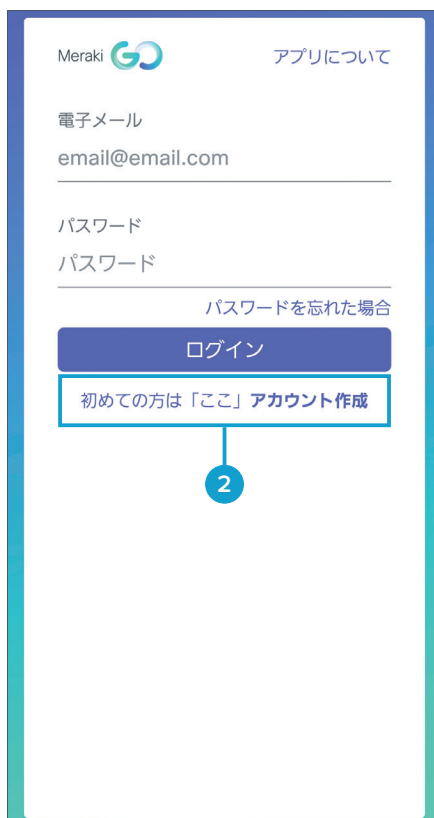 Meraki GO
アプリについて
電子メール
email@email.com
パスワード
パスワード
パスワードを忘れた場合
ログイン
初めての方は「ここ」アカウント作成
2